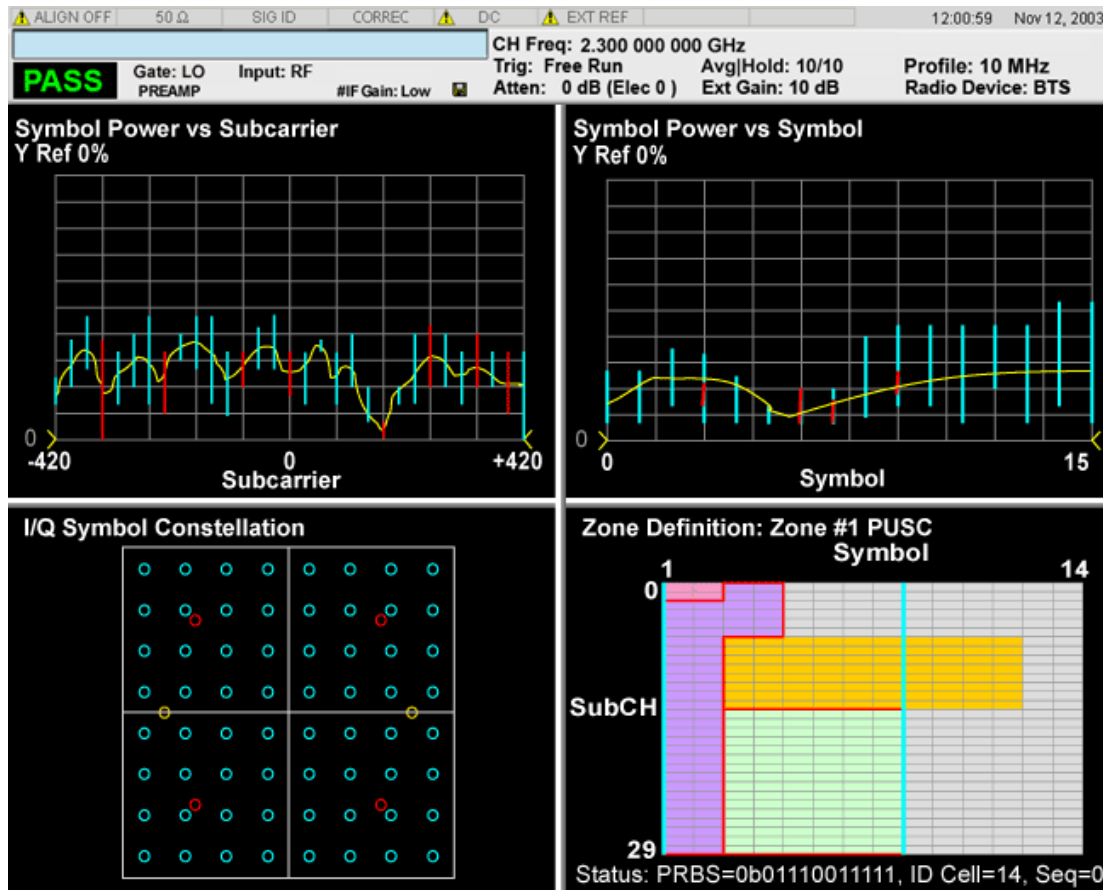 ALIGN OFF 50 Ω SIG ID CORREC DC EXT REF 12:00:59 Nov 12, 2003
CH Freq: 2.300 000 000 GHz
PASS Gate: LO Input: RF Trig: Free Run Avg|Hold: 10/10 Profile: 10 MHz
PREAMP #IF Gain: Low Atten: 0 dB (Elec 0 ) Ext Gain: 10 dB Radio Device: BTS
Symbol Power vs Subcarrier
Y Ref 0%
0
-420 0 +420
Subcarrier
Symbol Power vs Symbol
Y Ref 0%
0
0 15
Symbol
I/Q Symbol Constellation
Zone Definition: Zone #1 PUSC
Symbol
1 14
0
SubCH
29
Status: PRBS=0b01110011111, ID Cell=14, Seq=0